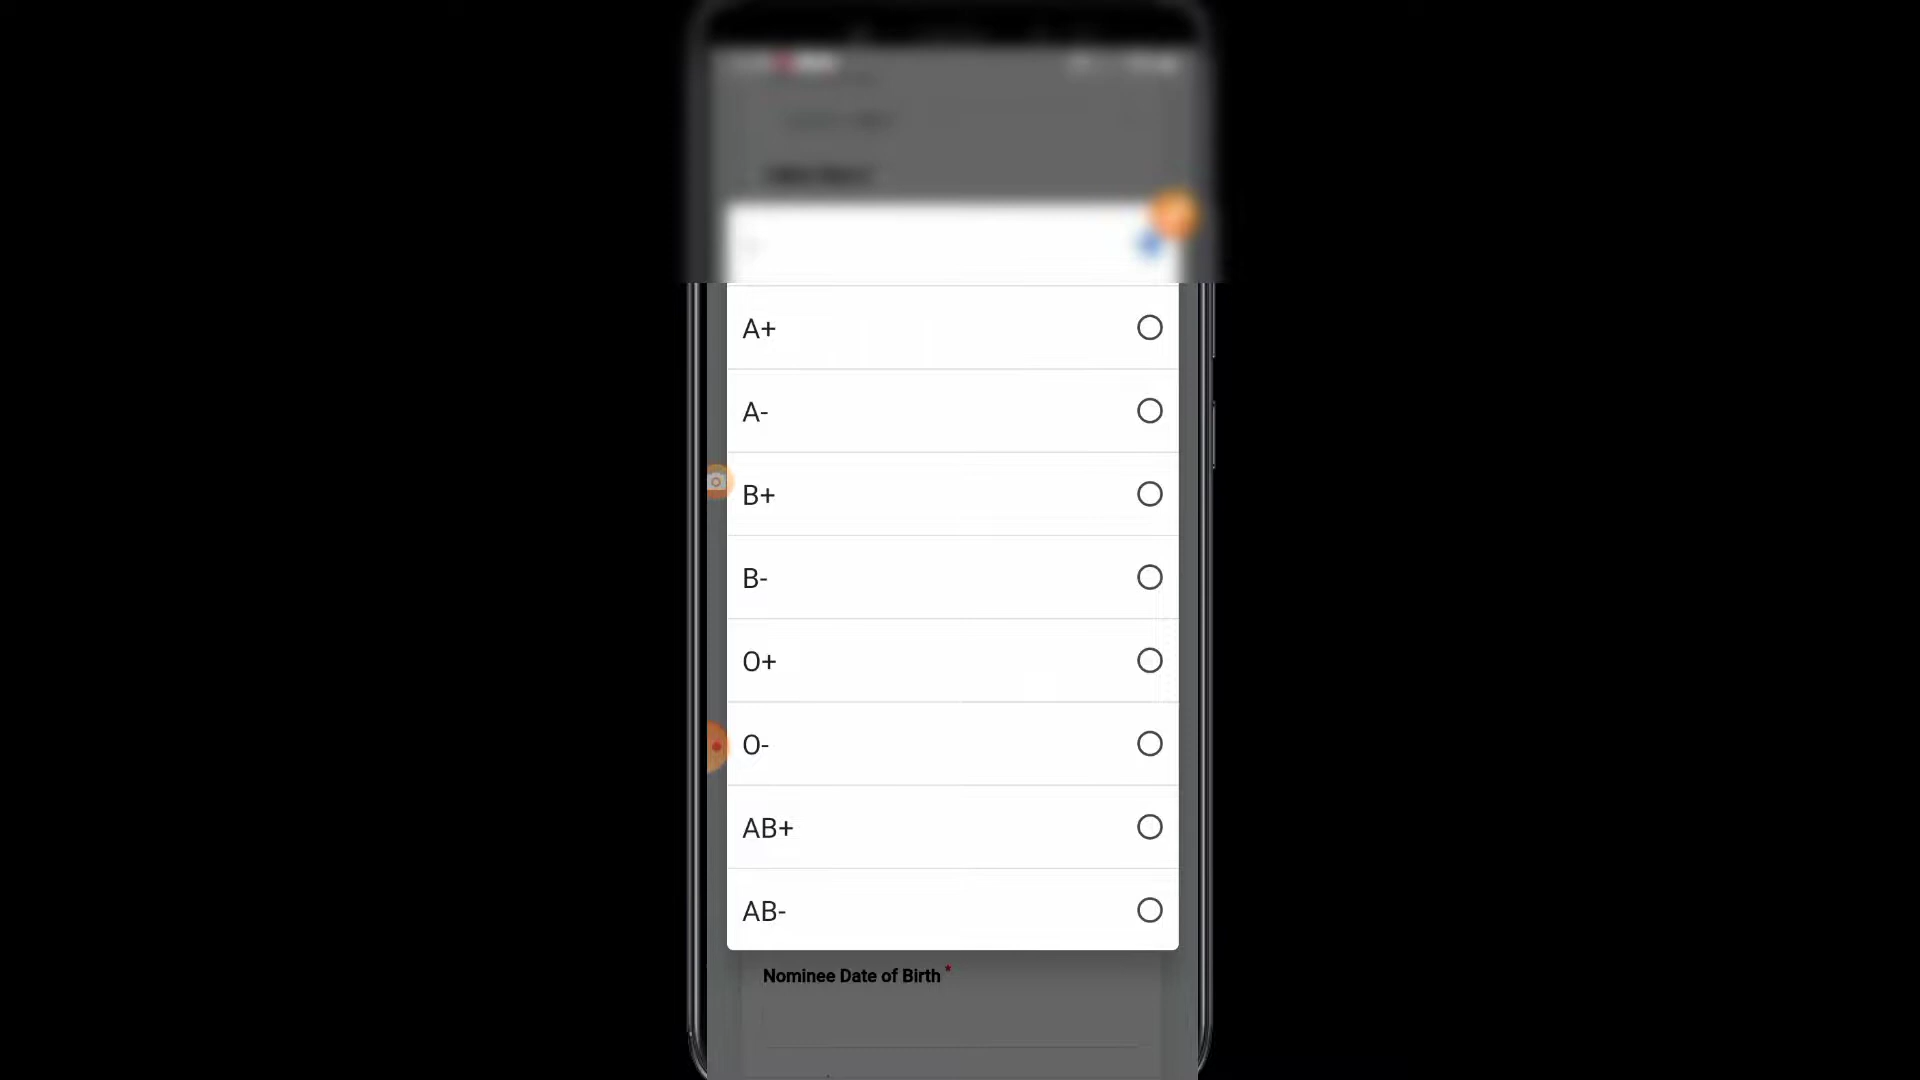 A+
A-
B+
B-
O+
O-
AB+
AB-
Nominee Date of Birth *